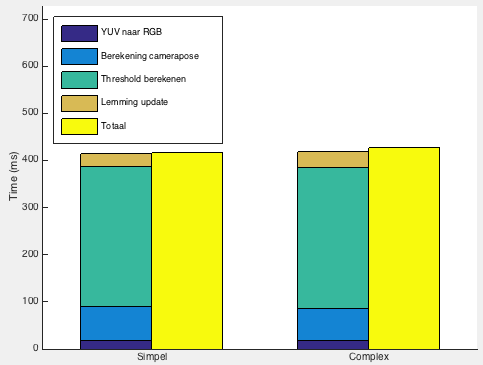 700
600
500
400
300
200
100
0
Time (ms)
YUV naar RGB
Berekening camerapose
Threshold berekenen
Lemming update
Totaal
Simpel
Complex